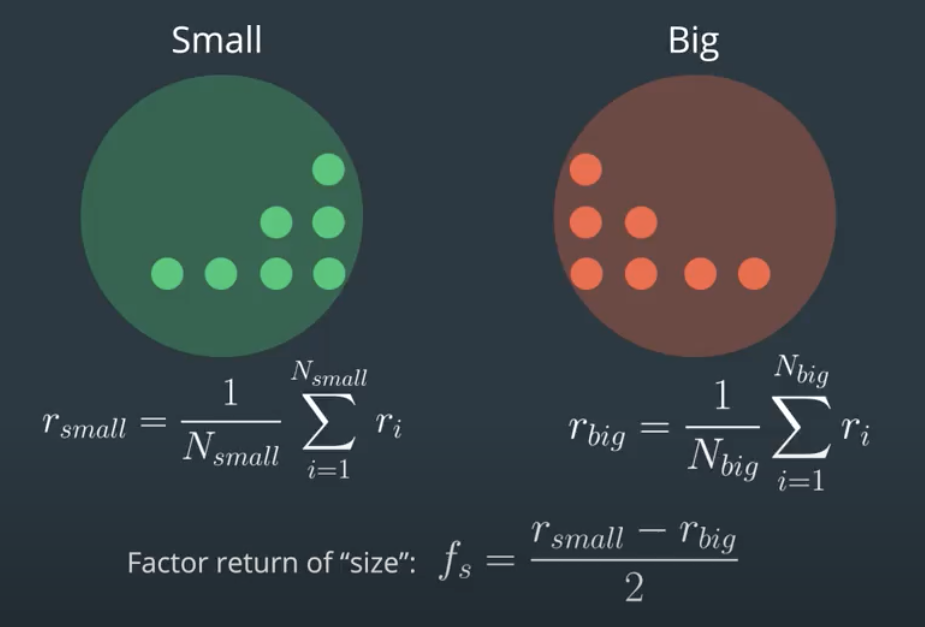 Small
Big
r_{small} = \frac{1}{N_{small}} \sum_{i=1}^{N_{small}} r_i
r_{big} = \frac{1}{N_{big}} \sum_{i=1}^{N_{big}} r_i
Factor return of “size”: f_s = \frac{r_{small} - r_{big}}{2}